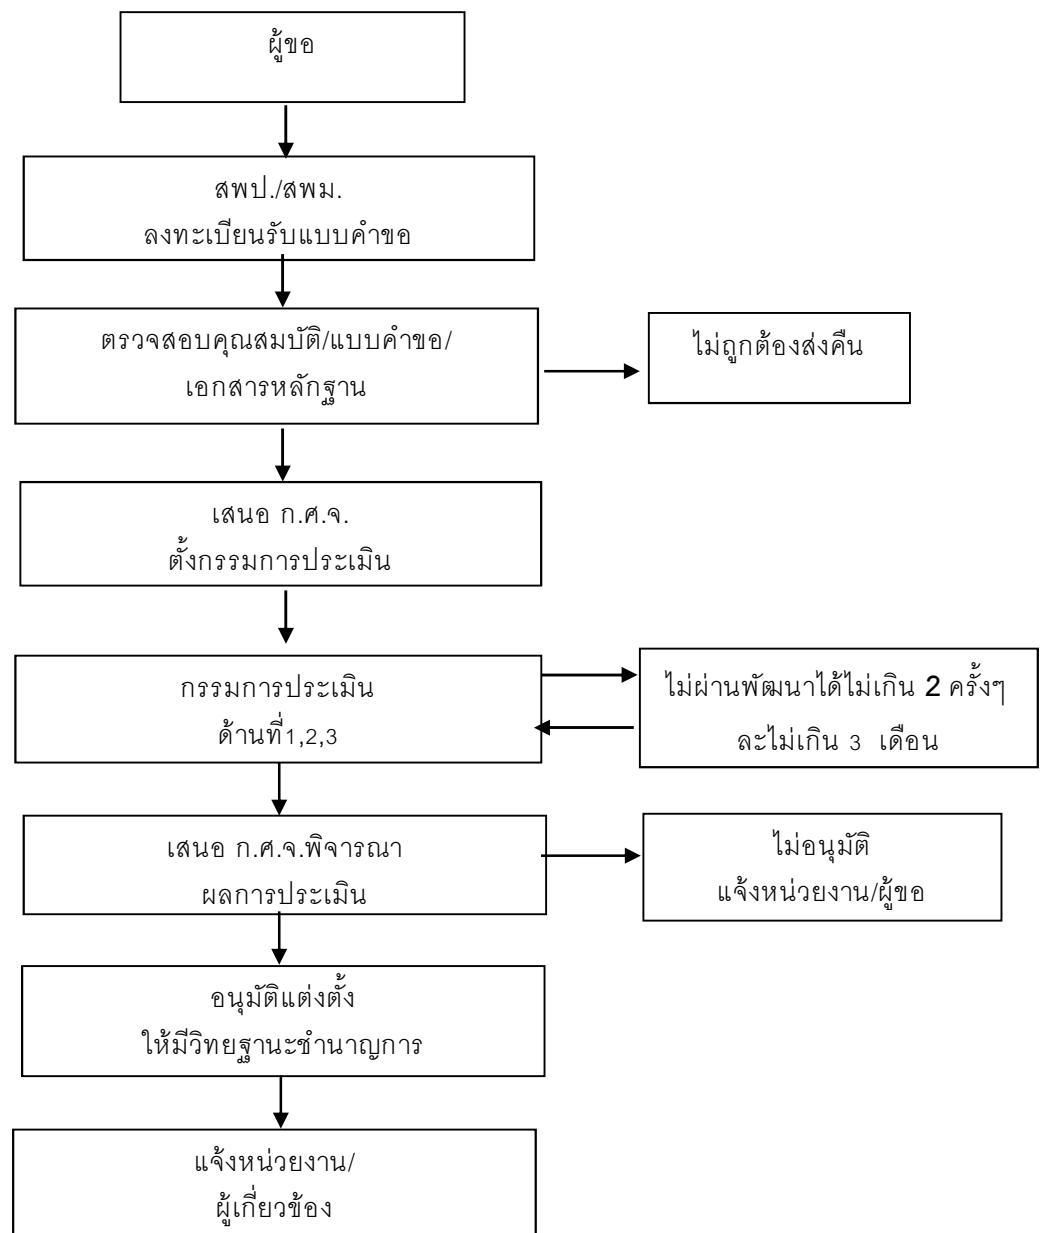 ผู้ขอ
สพป./สพม.
ลงทะเบียนรับแบบคำขอ
ตรวจสอบคุณสมบัติ/แบบคำขอ/
เอกสารหลักฐาน
ไม่ถูกต้องส่งคืน
เสนอ ก.ศ.จ.
ตั้งกรรมการประเมิน
กรรมการประเมิน
ด้านที่1,2,3
ไม่ผ่านพัฒนาได้ไม่เกิน 2 ครั้งๆ
ละไม่เกิน 3 เดือน
เสนอ ก.ศ.จ.พิจารณา
ผลการประเมิน
ไม่อนุมัติ
แจ้งหน่วยงาน/ผู้ขอ
อนุมัติแต่งตั้ง
ให้มีวิทยฐานะชำนาญการ
แจ้งหน่วยงาน/
ผู้เกี่ยวข้อง